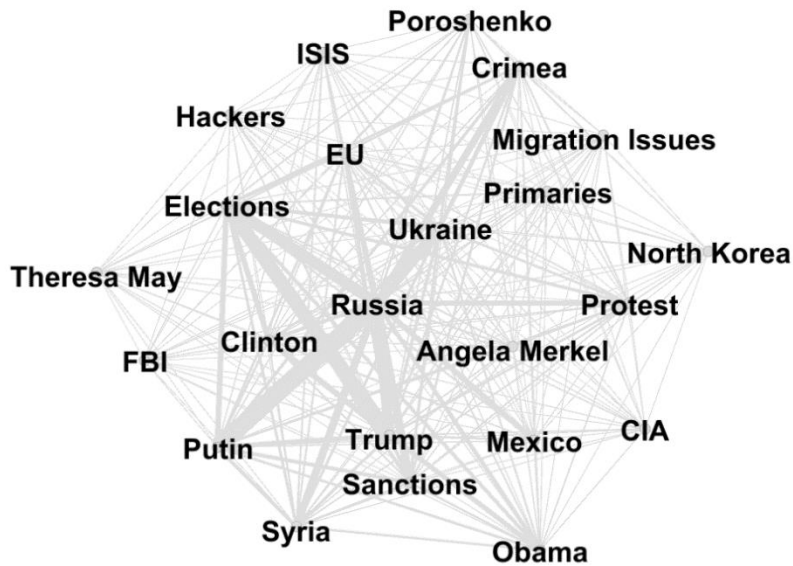 Poroshenko
ISIS
Crimea
Hackers
Migration Issues
EU
Primaries
Elections
Ukraine
North Korea
Theresa May
Russia
Protest
Clinton
Angela Merkel
FBI
CIA
Putin
Trump
Mexico
Sanctions
Syria
Obama